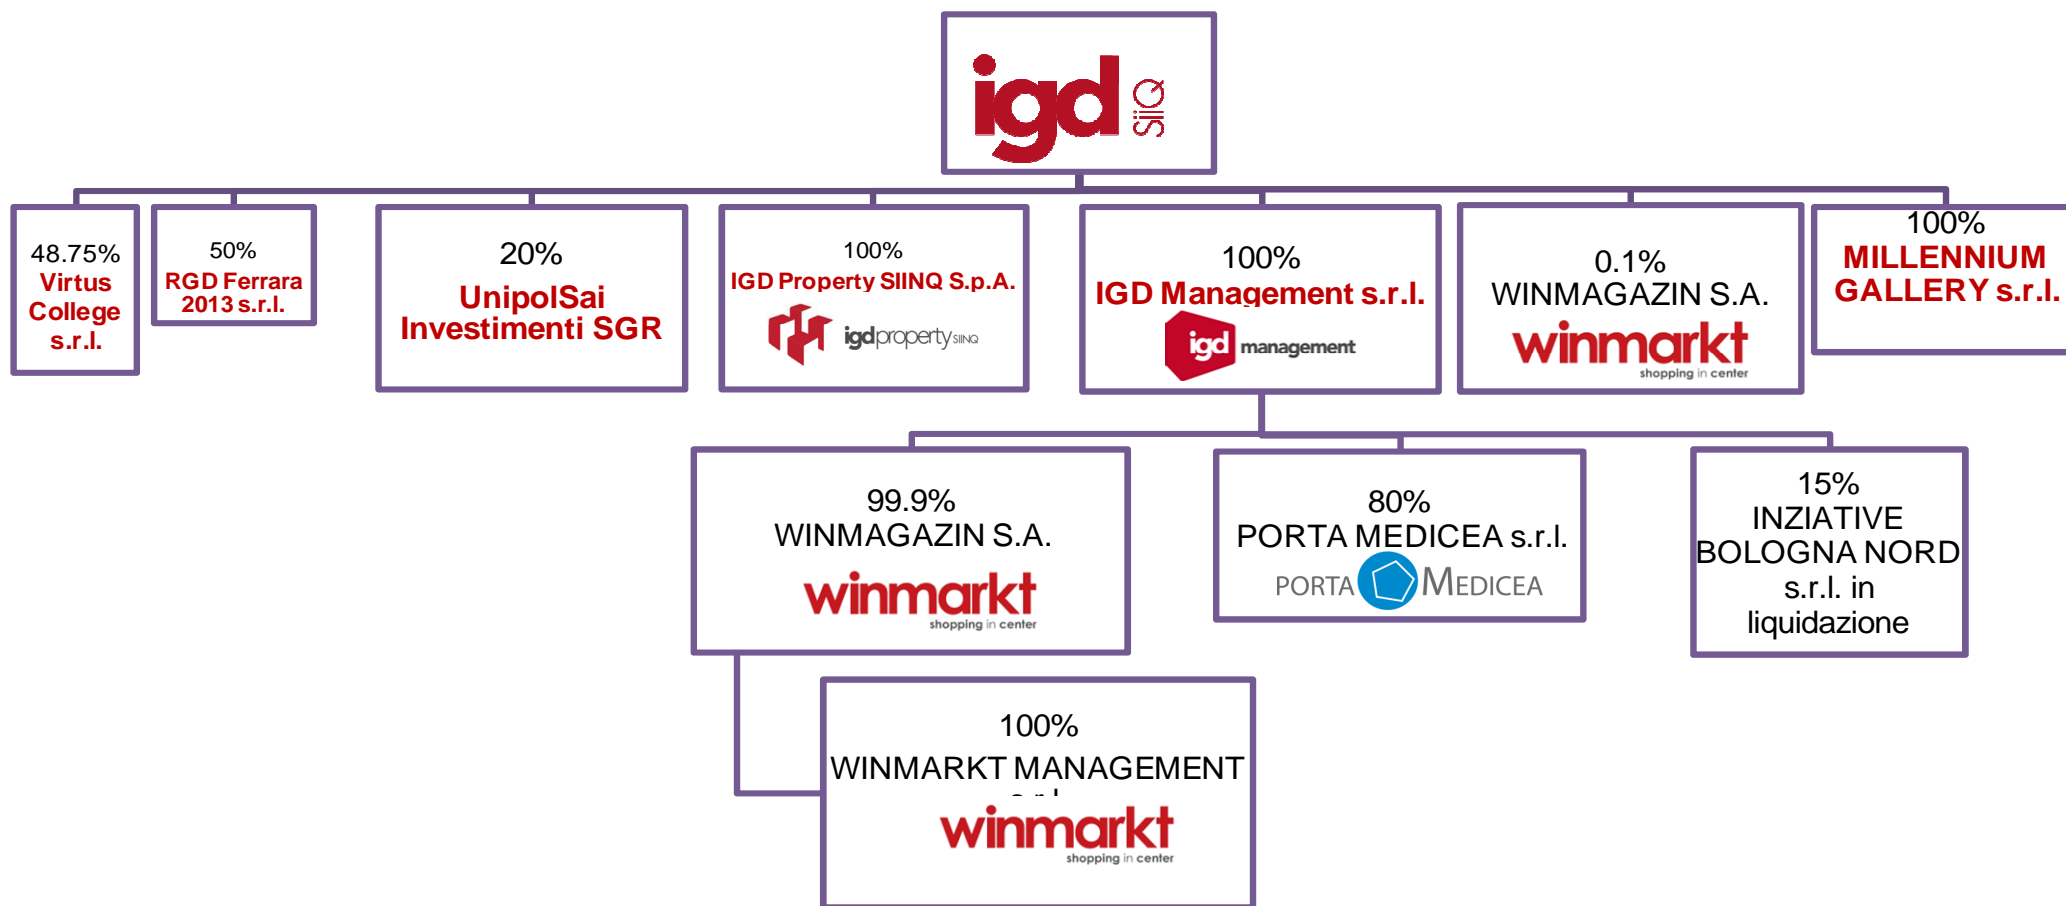 igd SiiQ
48.75%
Virtus
College
s.r.l.
50%
RGD Ferrara
2013 s.r.l.
20%
UnipolSai
Investimenti SGR
100%
IGD Property SIINQ S.p.A.
igdproperty SIINQ
100%
IGD Management s.r.l.
igd management
0.1%
WINMAGAZIN S.A.
winmarkt
shopping in center
100%
MILLENNIUM
GALLERY s.r.l.
99.9%
WINMAGAZIN S.A.
winmarkt
shopping in center
80%
PORTA MEDICEA s.r.l.
PORTA MEDICEA
15%
INZIATIVE
BOLOGNA NORD
s.r.l. in
liquidazione
100%
WINMARKT MANAGEMENT
winmarkt
shopping in center